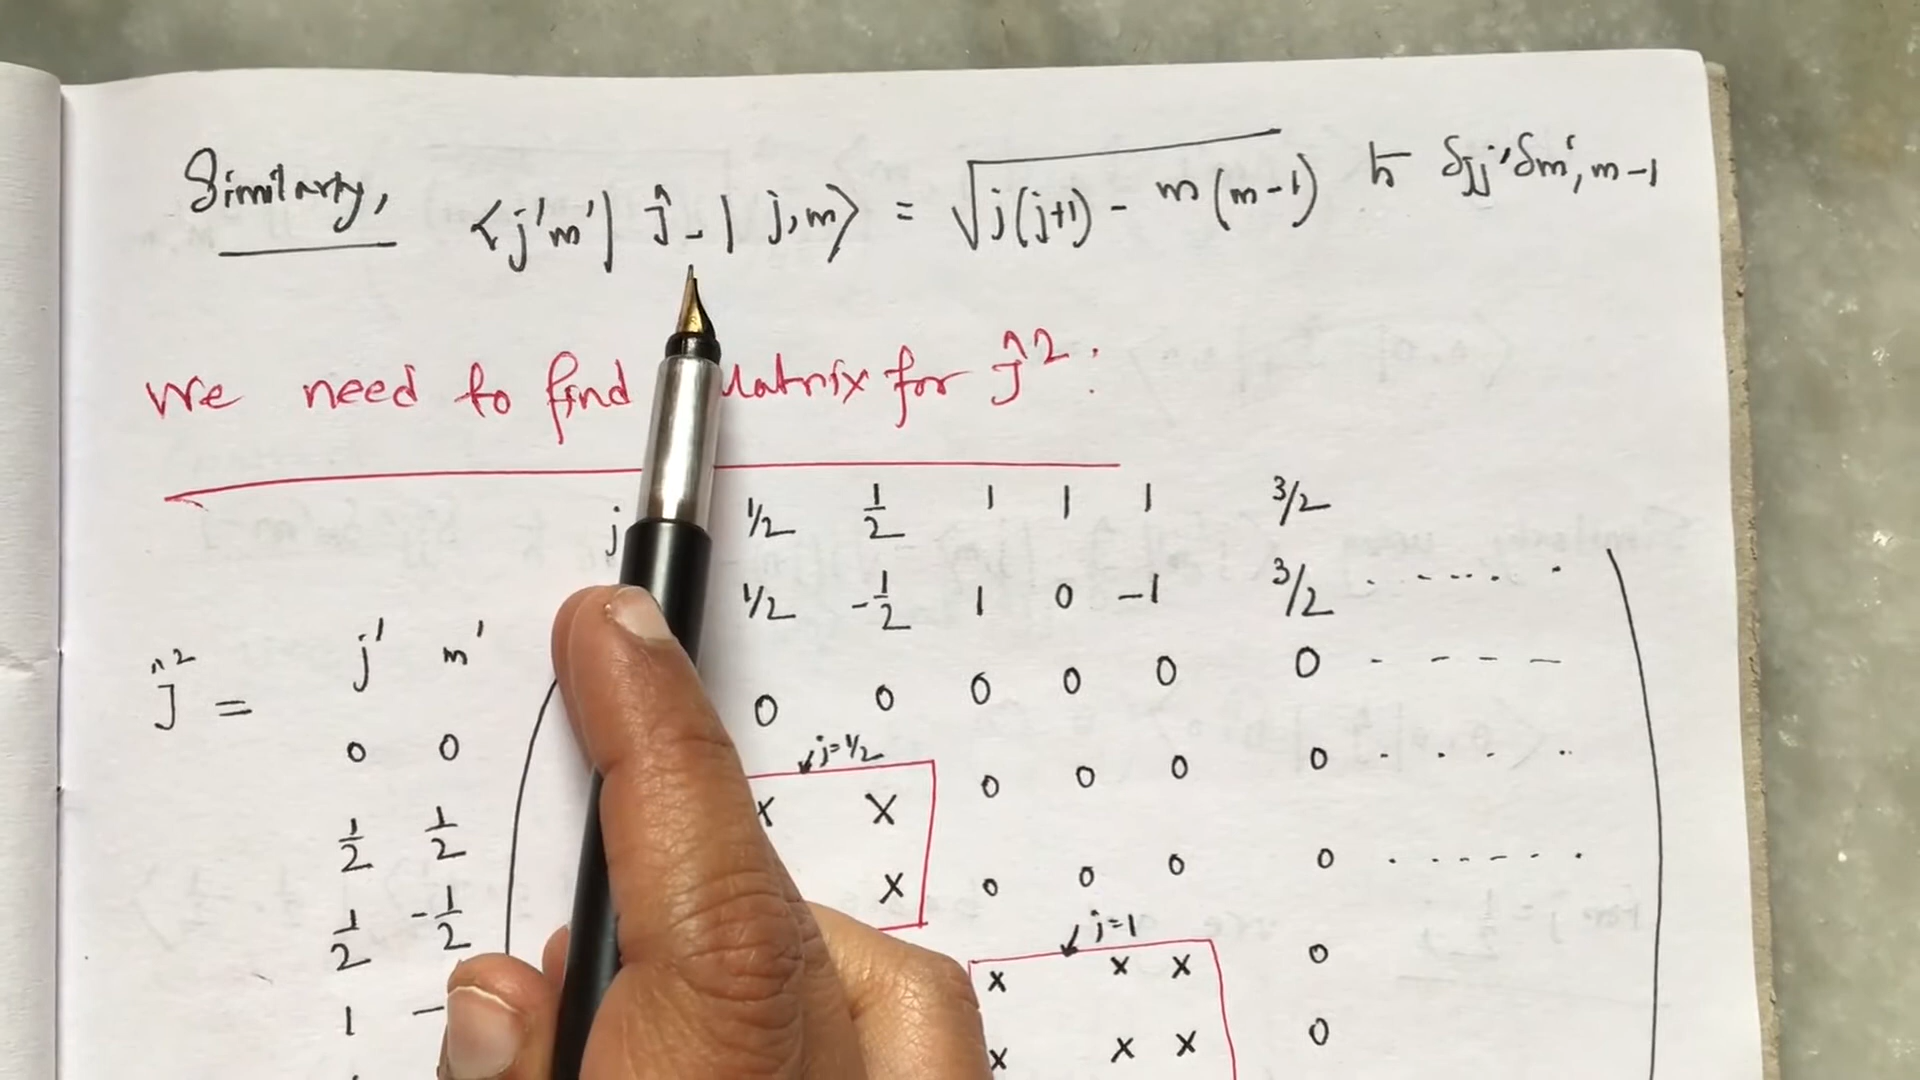 Similarly, <j'm'| ĵ_ | j,m> = √j(j+1) - m(m-1) ħ δjj' δm', m-1
We need to find Matrix for Ĵ2:
j 1/2 1/2 1 1 1 3/2
1/2 -1/2 1 0 -1 3/2 .......
Ĵ2 = j' m'
0 0 0 0 0 0 - - - -
0 0
j=1/2
0 0 0 0 ....
1/2 1/2 x X
1/2 -1/2 X 0 0 0 0 .......
j=1
x x x 0
1 -
x x x 0